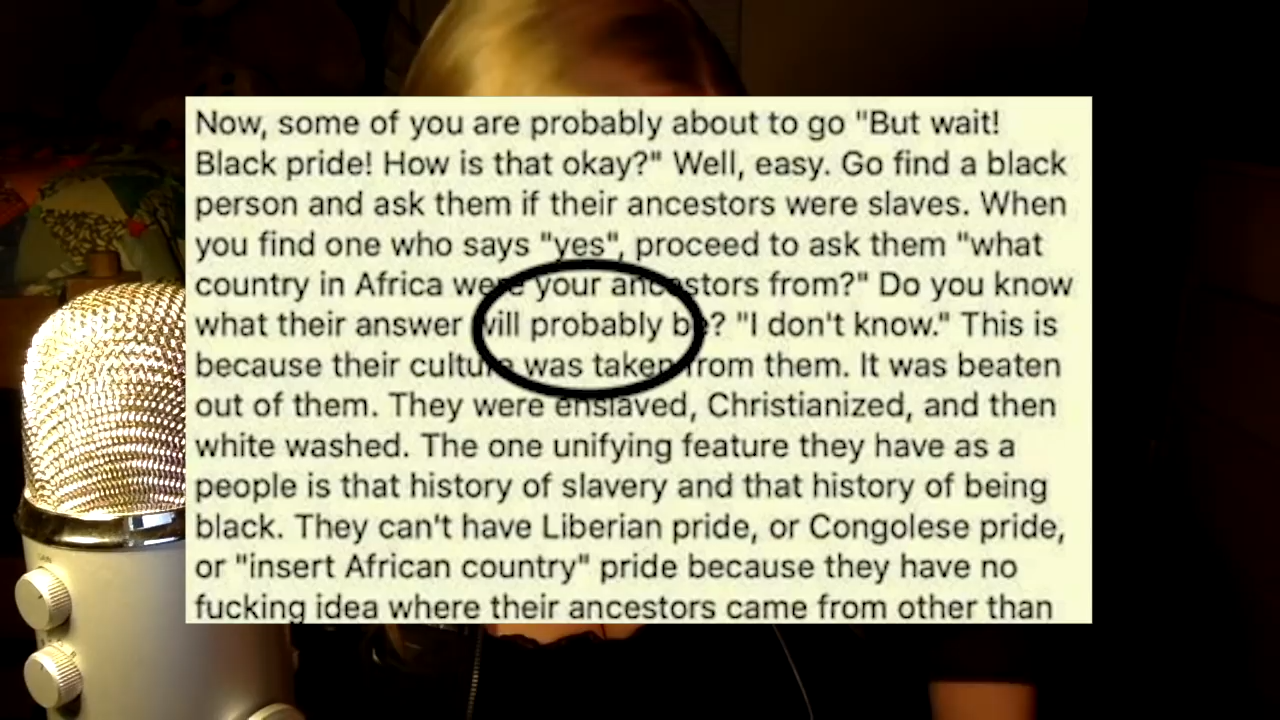 Now, some of you are probably about to go "But wait!
Black pride! How is that okay?" Well, easy. Go find a black
person and ask them if their ancestors were slaves. When
you find one who says "yes", proceed to ask them "what
country in Africa were your ancestors from?" Do you know
what their answer will probably be? "I don't know." This is
because their culture was taken from them. It was beaten
out of them. They were enslaved, Christianized, and then
white washed. The one unifying feature they have as a
people is that history of slavery and that history of being
black. They can't have Liberian pride, or Congolese pride,
or "insert African country" pride because they have no
fucking idea where their ancestors came from other than